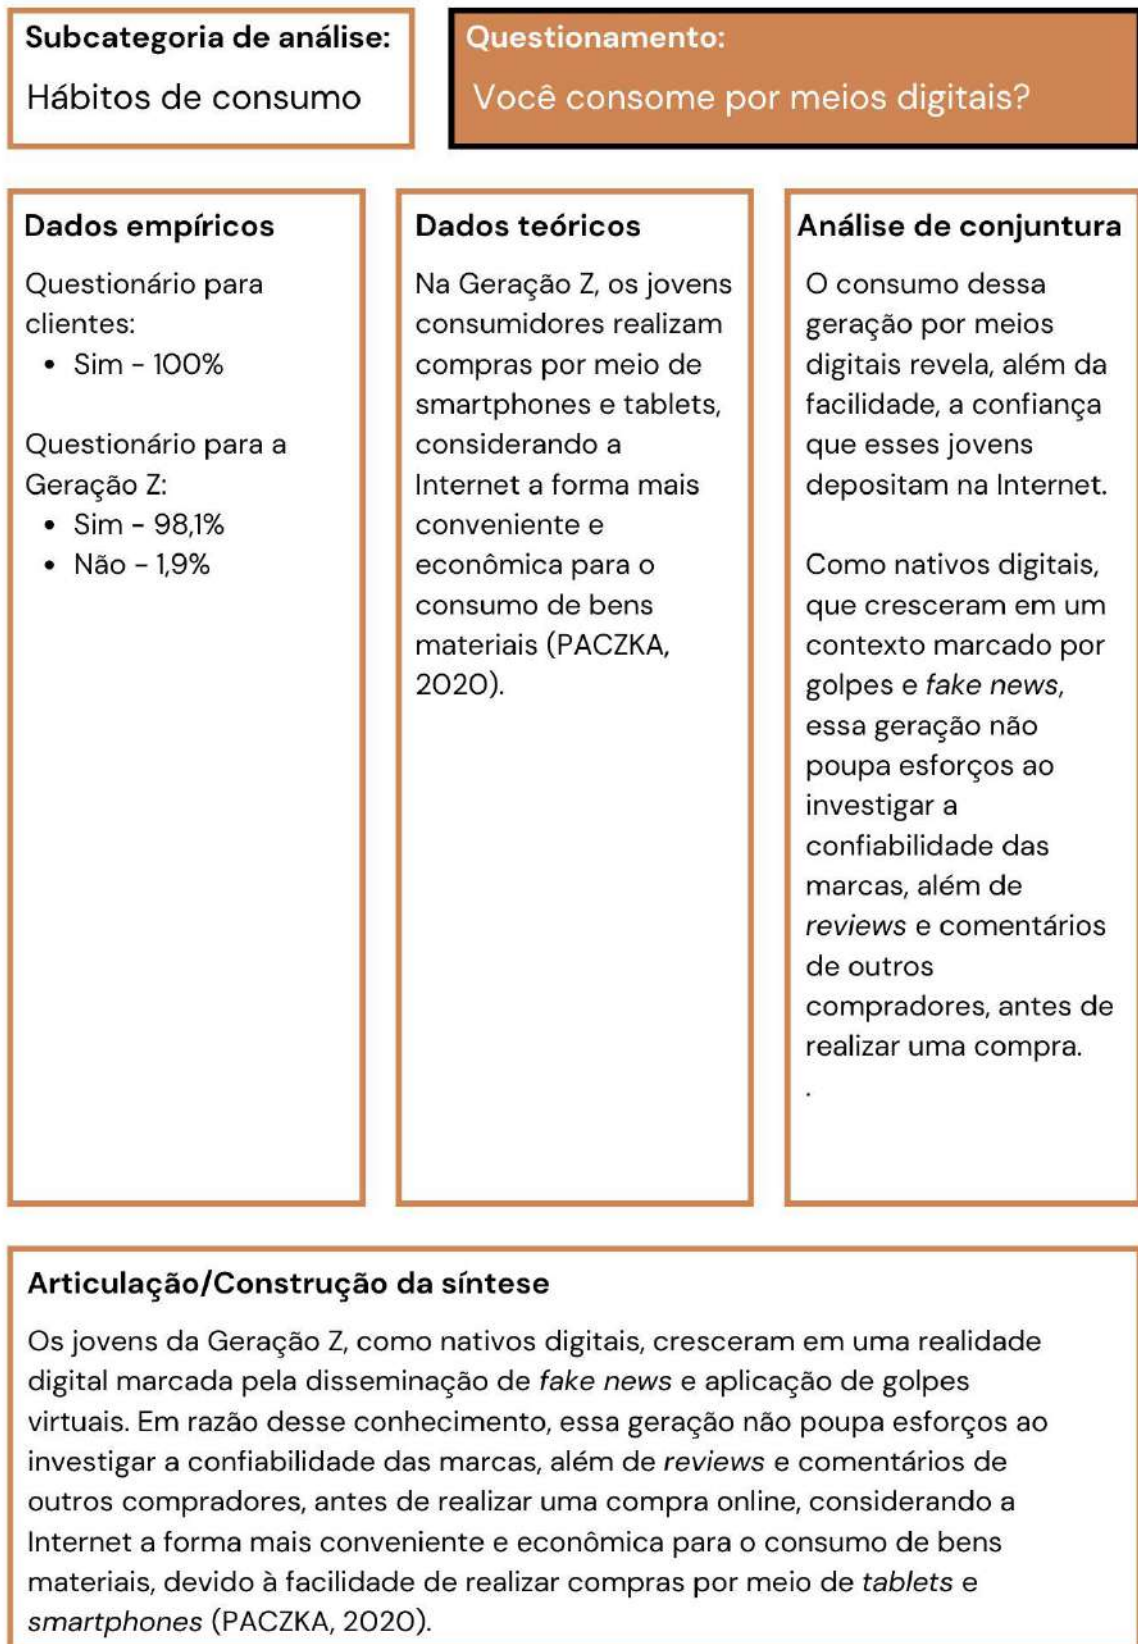 Subcategoria de análise:
Hábitos de consumo
Questionamento:
Você consome por meios digitais?
Dados empíricos
Questionário para
clientes:
• Sim - 100%
Questionário para a
Geração Z:
• Sim - 98,1%
• Não - 1,9%
Dados teóricos
Na Geração Z, os jovens
consumidores realizam
compras por meio de
smartphones e tablets,
considerando a
Internet a forma mais
conveniente e
econômica para o
consumo de bens
materiais (PACZKA,
2020).
Análise de conjuntura
O consumo dessa
geração por meios
digitais revela, além da
facilidade, a confiança
que esses jovens
depositam na Internet.
Como nativos digitais,
que cresceram em um
contexto marcado por
golpes e fake news,
essa geração não
poupa esforços ao
investigar a
confiabilidade das
marcas, além de
reviews e comentários
de outros
compradores, antes de
realizar uma compra.
.
Articulação/Construção da síntese
Os jovens da Geração Z, como nativos digitais, cresceram em uma realidade
digital marcada pela disseminação de fake news e aplicação de golpes
virtuais. Em razão desse conhecimento, essa geração não poupa esforços ao
investigar a confiabilidade das marcas, além de reviews e comentários de
outros compradores, antes de realizar uma compra online, considerando a
Internet a forma mais conveniente e econômica para o consumo de bens
materiais, devido à facilidade de realizar compras por meio de tablets e
smartphones (PACZKA, 2020).